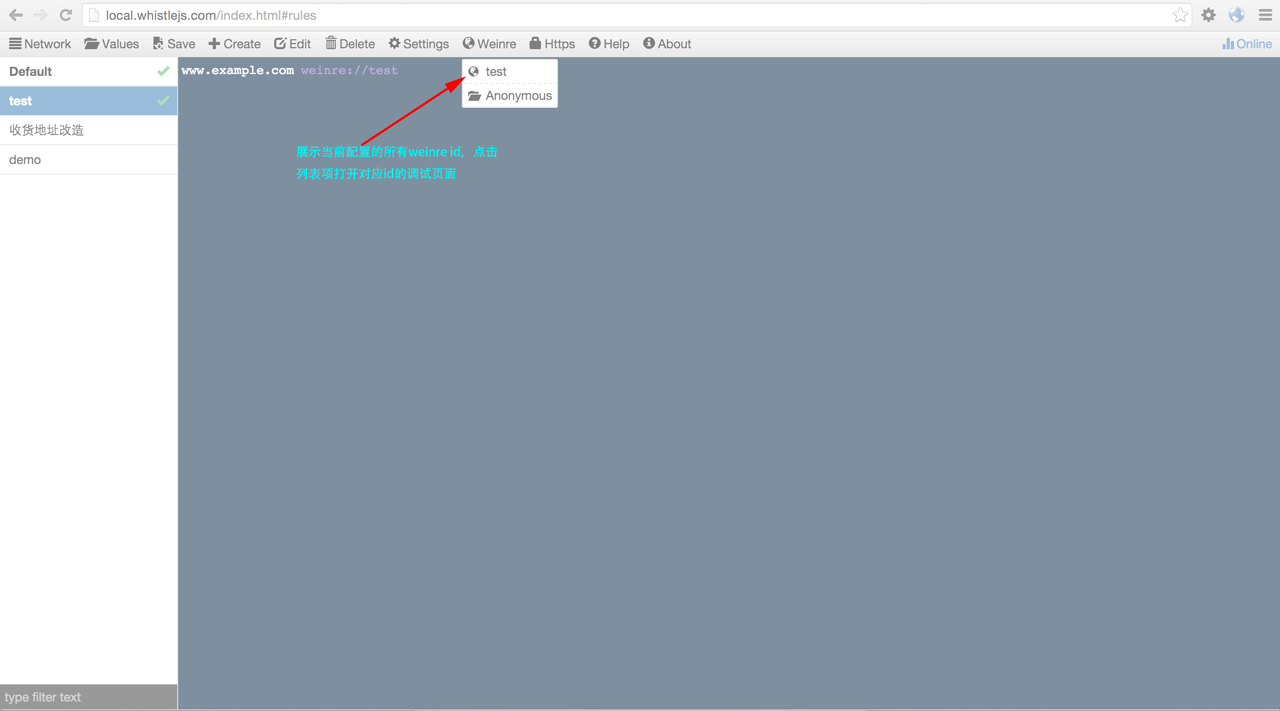 local.whistlejs.com/index.html#rules
Network Values Save Create Edit Delete Settings Weinre Https Help About Online
Default
test
收货地址改造
demo
www.example.com weinre://test
test
Anonymous
展示当前配置的所有weinre id，点击
列表项打开对应id的调试页面
type filter text